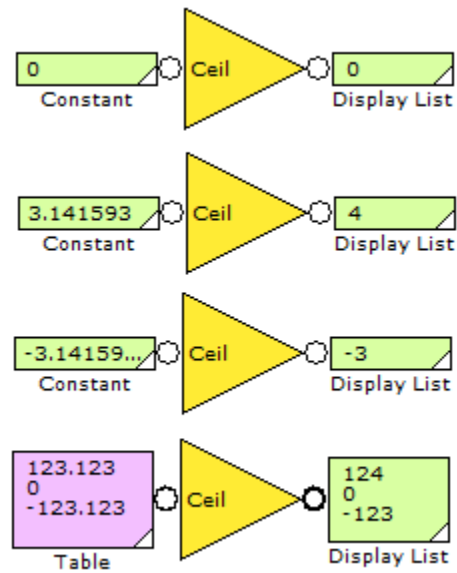 0 Ceil 0
Constant Display List
3.141593 Ceil 4
Constant Display List
-3.14159... Ceil -3
Constant Display List
123.123
0
-123.123
Ceil
124
0
-123
Table Display List